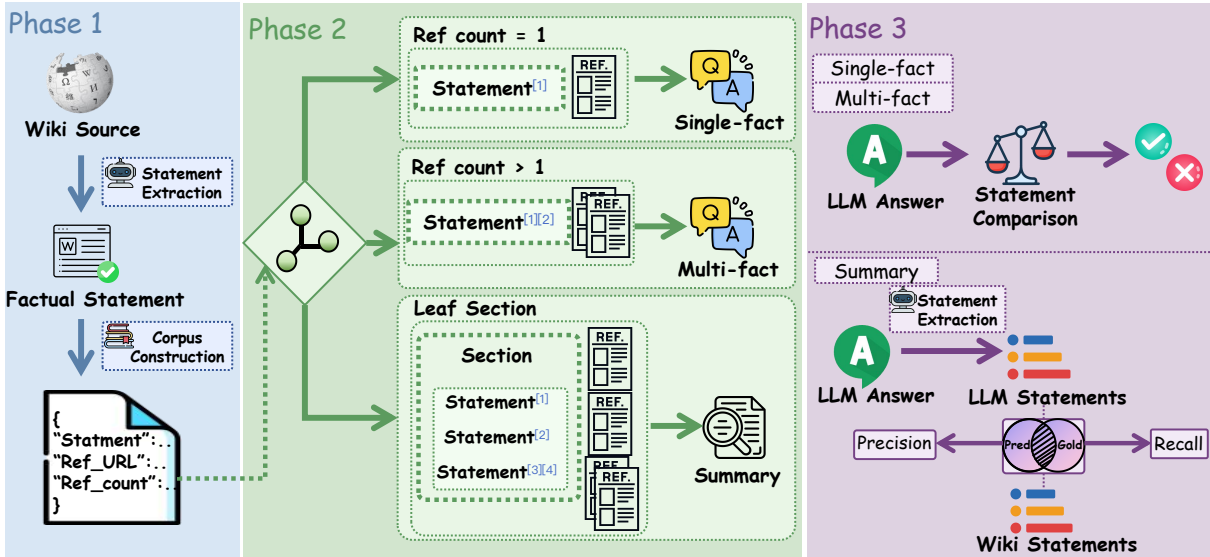 Phase 1
Wiki Source
Statement
Extraction
W
Factual Statement
Corpus
Construction
{
“Statment”:..
“Ref_URL”:..
“Ref_count”:..
}
Phase 2
Ref count = 1
Statement[1]
REF.
Q
A
Single-fact
Ref count > 1
Statement[1][2]
REF.
Q
A
Multi-fact
Leaf Section
Section
Statement[1]
Statement[2]
Statement[3][4]
REF.
REF.
REF.
Summary
Phase 3
Single-fact
Multi-fact
A
LLM Answer
Statement
Comparison
Summary
Statement
Extraction
A
LLM Answer
LLM Statements
Precision
Pred
Gold
Recall
Wiki Statements